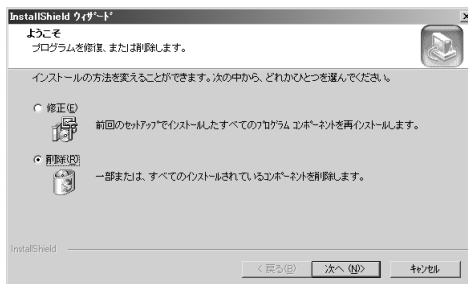 InstallShield ウィザード
ようこそ
プログラムを修復、または削除します。
インストールの方法を変えることができます。次の中から、どれかひとつを選んでください。
修正(E)
前回のセットアップでインストールしたすべてのプログラム コンポーネントを再インストールします。
削除(R)
一部または、すべてのインストールされているコンポーネントを削除します。
InstallShield
< 戻る(B) 次へ (N)> キャンセル